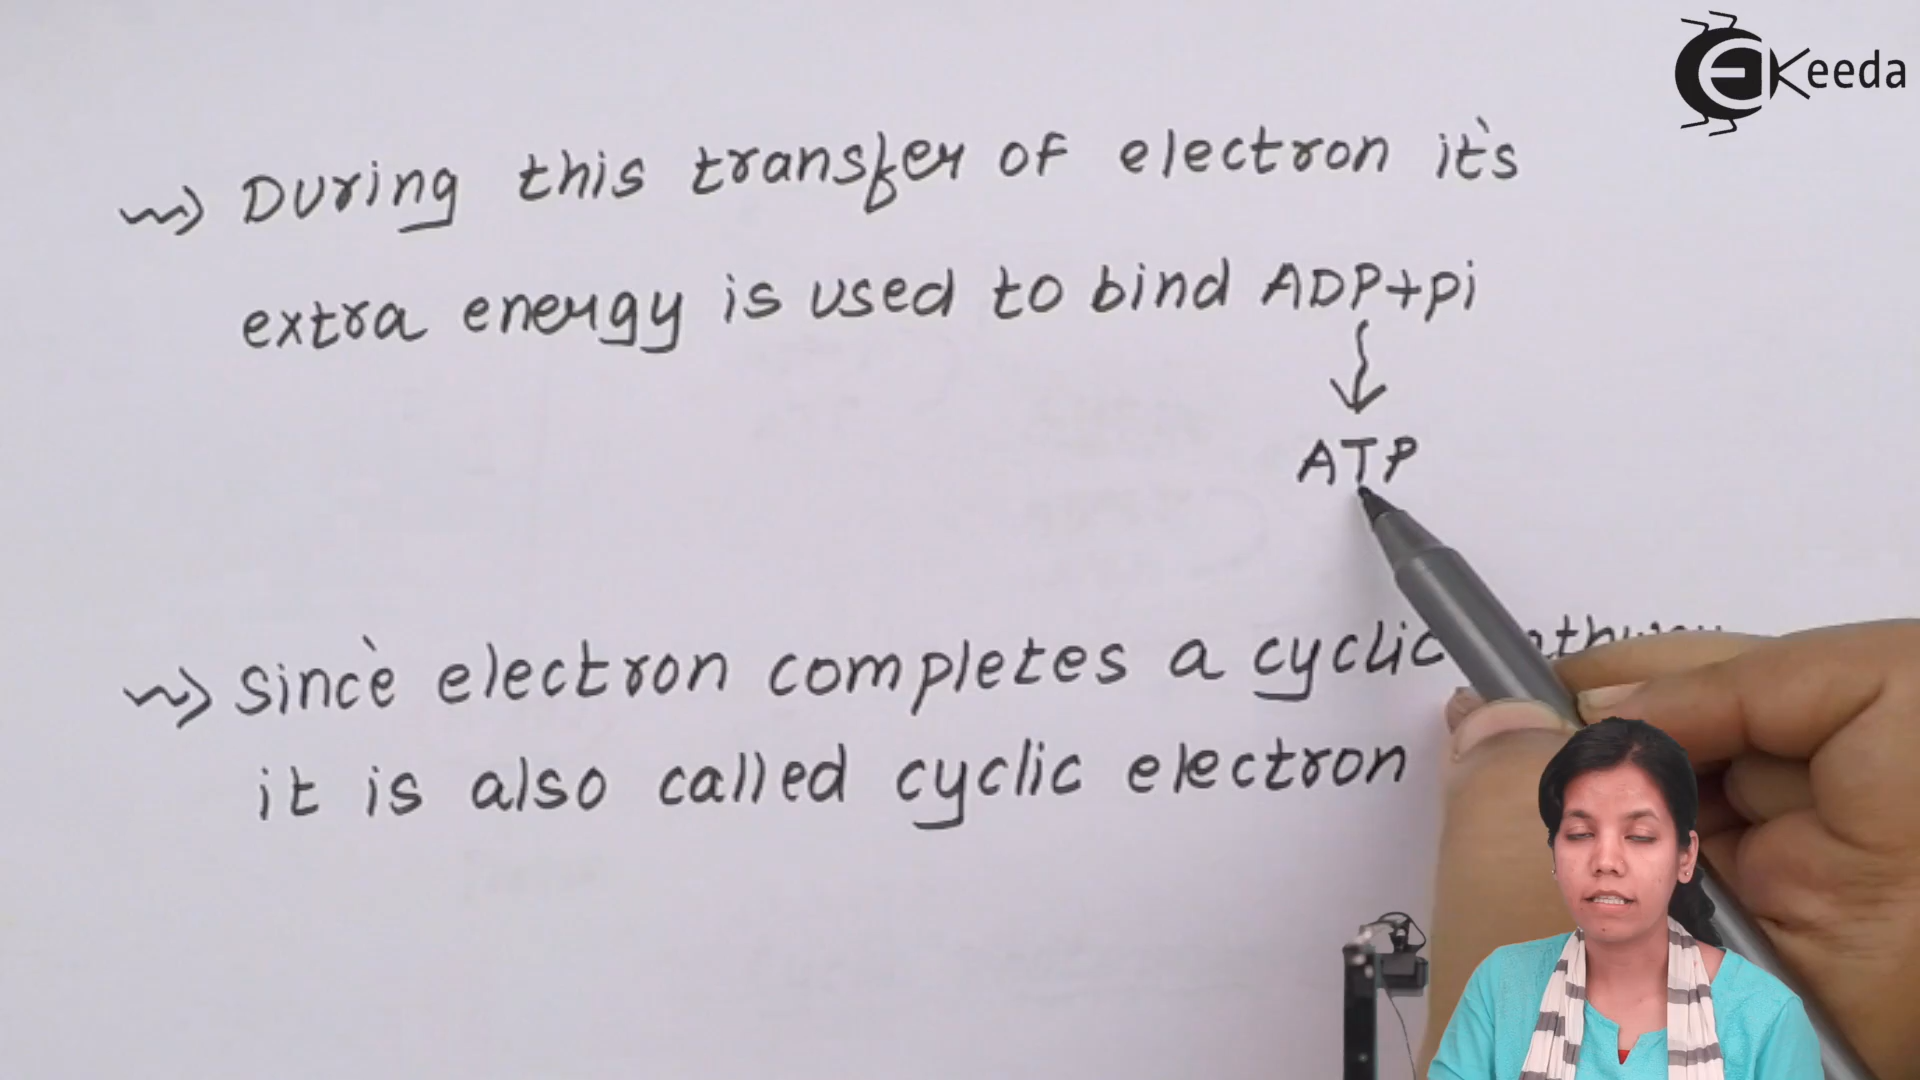 EKeeda
During this transfer of electron it's
extra energy is used to bind ADP+pi
ATP
Since electron completes a cyclic
it is also called cyclic electron